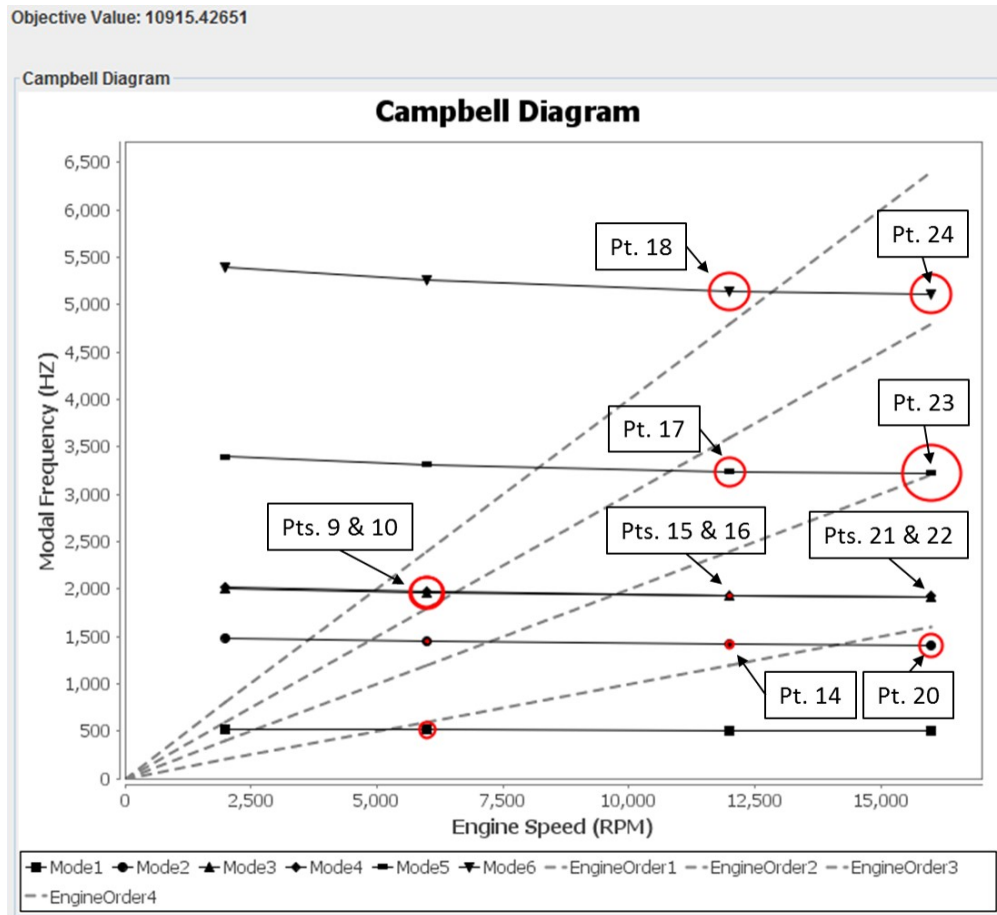 Objective Value: 10915.42651
Campbell Diagram
Campbell Diagram
6,500
6,000
5,500
5,000
4,500
4,000
3,500
3,000
2,500
2,000
1,500
1,000
500
0
Modal Frequency (HZ)
Pt. 18
Pt. 24
Pt. 17
Pt. 23
Pts. 9 & 10
Pts. 15 & 16
Pts. 21 & 22
Pt. 14
Pt. 20
0 2,500 5,000 7,500 10,000 12,500 15,000
Engine Speed (RPM)
Mode1 Mode2 Mode3 Mode4 Mode5 Mode6 EngineOrder1 EngineOrder2 EngineOrder3
EngineOrder4